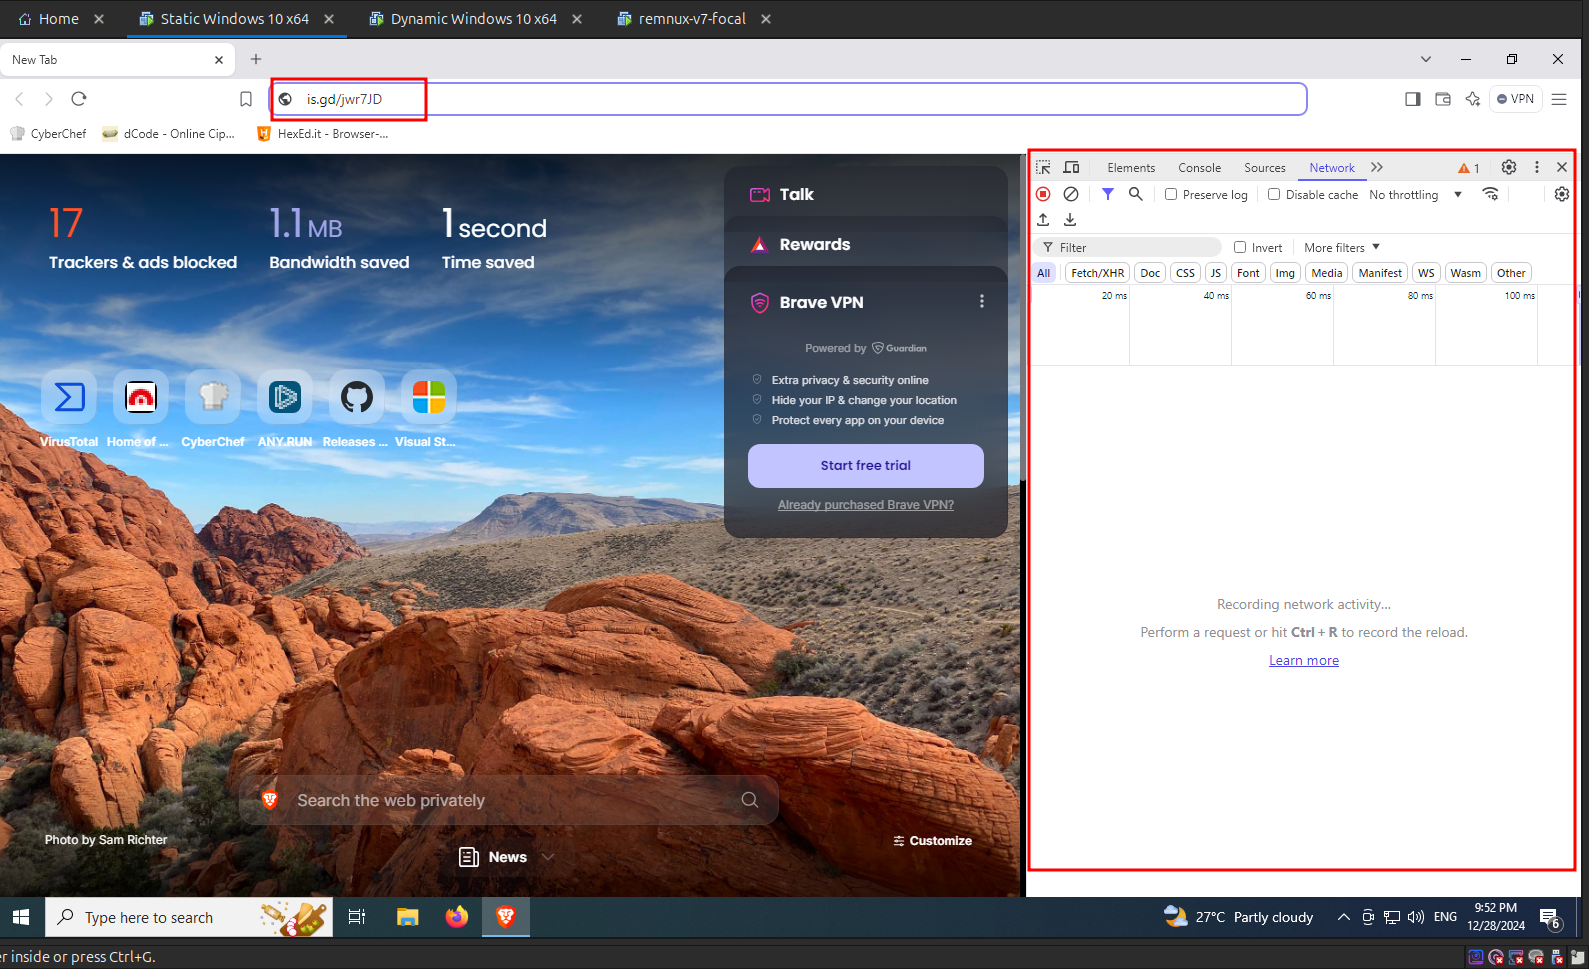 Home
Static Windows 10 x64
Dynamic Windows 10 x64
remnux-v7-focal
New Tab
is.gd/jwr7JD
VPN
CyberChef
dCode - Online Cip...
HexEd.it - Browser-...
17
Trackers & ads blocked
1.1 MB
Bandwidth saved
1 second
Time saved
VirusTotal
Home of ...
CyberChef
ANY.RUN
Releases ...
Visual St...
Talk
Rewards
Brave VPN
Powered by Guardian
Extra privacy & security online
Hide your IP & change your location
Protect every app on your device
Start free trial
Already purchased Brave VPN?
Search the web privately
Photo by Sam Richter
Customize
News
Elements
Console
Sources
Network
1
Preserve log
Disable cache
No throttling
Filter
Invert
More filters
All
Fetch/XHR
Doc
CSS
JS
Font
Img
Media
Manifest
WS
Wasm
Other
20 ms
40 ms
60 ms
80 ms
100 ms
Recording network activity...
Perform a request or hit Ctrl + R to record the reload.
Learn more
Type here to search
27°C Partly cloudy
ENG
9:52 PM
12/28/2024
6
er inside or press Ctrl+G.